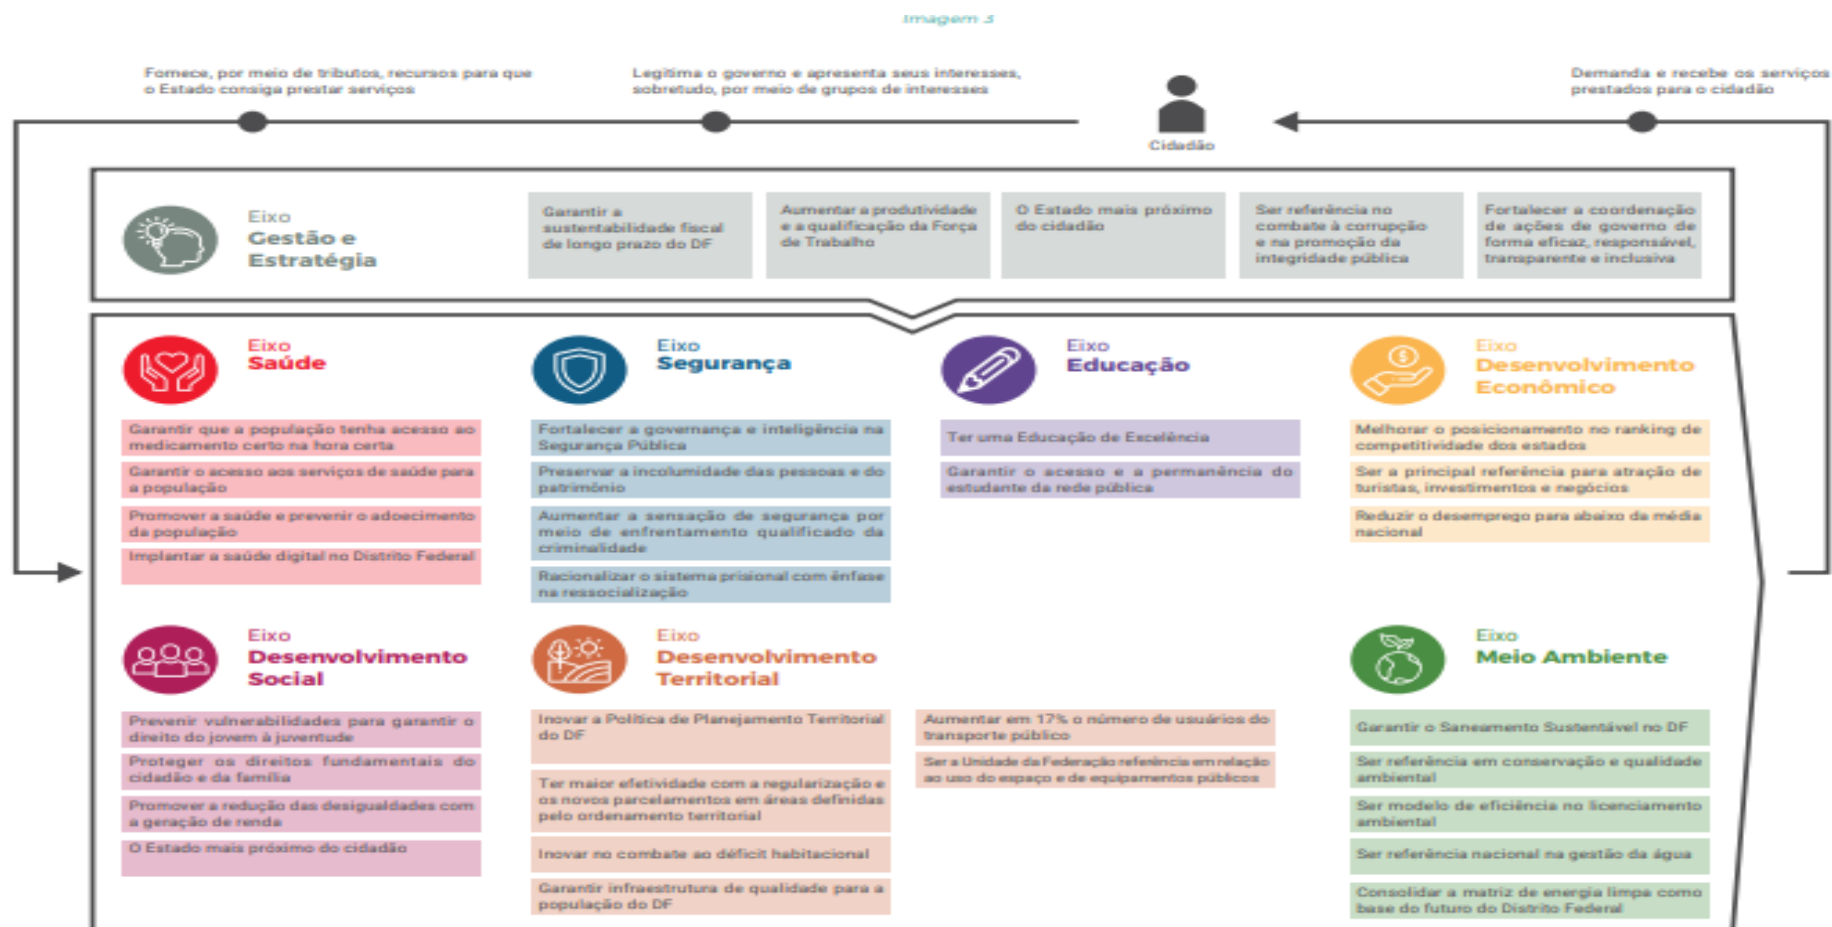 Imagem 3
Fornece, por meio de tributos, recursos para que
o Estado consiga prestar serviços
Legitima o governo e apresenta seus interesses,
sobretudo, por meio de grupos de interesses
Demanda e recebe os serviços
prestados para o cidadão
Cidadão
Eixo
Gestão e
Estratégia
Garantir a
sustentabilidade fiscal
de longo prazo do DF
Aumentar a produtividade
e a qualificação da Força
de Trabalho
O Estado mais próximo
do cidadão
Ser referência no
combate à corrupção
e na promoção da
integridade pública
Fortalecer a coordenação
de ações de governo de
forma eficaz, responsável,
transparente e inclusiva
Eixo
Saúde
Garantir que a população tenha acesso ao
medicamento certo na hora certa
Garantir o acesso aos serviços de saúde para
a população
Promover a saúde e prevenir o adoecimento
da população
Implantar a saúde digital no Distrito Federal
Eixo
Segurança
Fortalecer a governança e inteligência na
Segurança Pública
Preservar a incolumidade das pessoas e do
patrimônio
Aumentar a sensação de segurança por
meio de enfrentamento qualificado da
criminalidade
Racionalizar o sistema prisional com ênfase
na ressocialização
Eixo
Educação
Ter uma Educação de Excelência
Garantir o acesso e a permanência do
estudante da rede pública
Eixo
Desenvolvimento
Econômico
Melhorar o posicionamento no ranking de
competitividade dos estados
Ser a principal referência para atração de
turistas, investimentos e negócios
Reduzir o desemprego para abaixo da média
nacional
Eixo
Desenvolvimento
Social
Prevenir vulnerabilidades para garantir o
direito do jovem à juventude
Proteger os direitos fundamentais do
cidadão e da família
Promover a redução das desigualdades com
a geração de renda
O Estado mais próximo do cidadão
Eixo
Desenvolvimento
Territorial
Inovar a Política de Planejamento Territorial
do DF
Ter maior efetividade com a regularização e
os novos parcelamentos em áreas definidas
pelo ordenamento territorial
Inovar no combate ao déficit habitacional
Garantir infraestrutura de qualidade para a
população do DF
Aumentar em 17% o número de usuários do
transporte público
Ser a Unidade da Federação referência em relação
ao uso do espaço e de equipamentos públicos
Eixo
Meio Ambiente
Garantir o Saneamento Sustentável no DF
Ser referência em conservação e qualidade
ambiental
Ser modelo de eficiência no licenciamento
ambiental
Ser referência nacional na gestão da água
Consolidar a matriz de energia limpa como
base do futuro do Distrito Federal